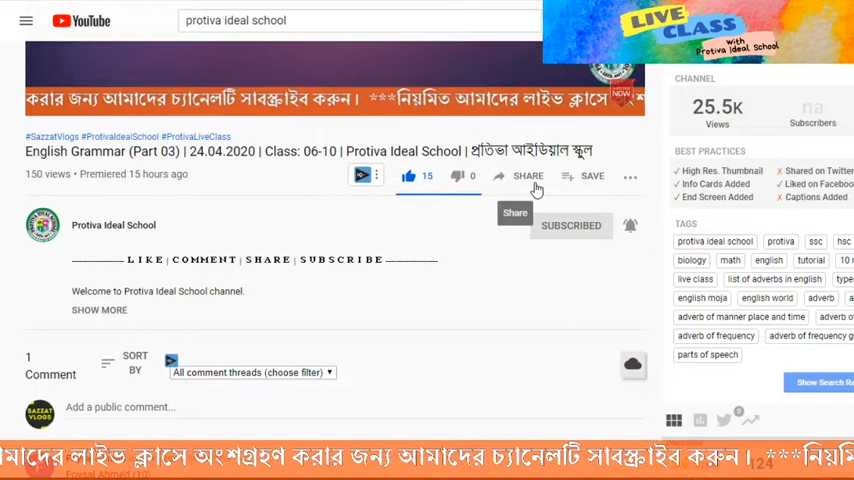 YouTube
protiva ideal school
LIVE
CLASS
with
Protiva Ideal School
করার জন্য আমাদের চ্যানেলটি সাবস্ক্রাইব করুন। ***নিয়মিত আমাদের লাইভ ক্লাসে
NOW
#SazzatVlogs #ProtivaIdealSchool #ProtivaLiveClass
English Grammar (Part 03) | 24.04.2020 | Class: 06-10 | Protiva Ideal School | প্রতিভা আইডিয়াল স্কুল
150 views • Premiered 15 hours ago
15
0
SHARE
SAVE
Share
Protiva Ideal School
SUBSCRIBED
-------------------- L I K E | C O M M E N T | S H A R E | S U B S C R I B E --------------------
Welcome to Protiva Ideal School channel.
SHOW MORE
1
Comment
SORT
BY
All comment threads (choose filter)
SAZZAT
VLOGS
Add a public comment...
CHANNEL
25.5K
na
Views
Subscribers
BEST PRACTICES
✓ High Res. Thumbnail
✗ Shared on Twitter
✓ Info Cards Added
✓ Liked on Facebook
✓ End Screen Added
✗ Captions Added
TAGS
protiva ideal school
protiva
ssc
hsc
biology
math
english
tutorial
live class
list of adverbs in english
english moja
english world
adverb
adverb of manner place and time
adverb of frequency
parts of speech
Show Search Ra
0
মাদের লাইভ ক্লাসে অংশগ্রহণ করার জন্য আমাদের চ্যানেলটি সাবস্ক্রাইব করুন। ***নিয়মি
124